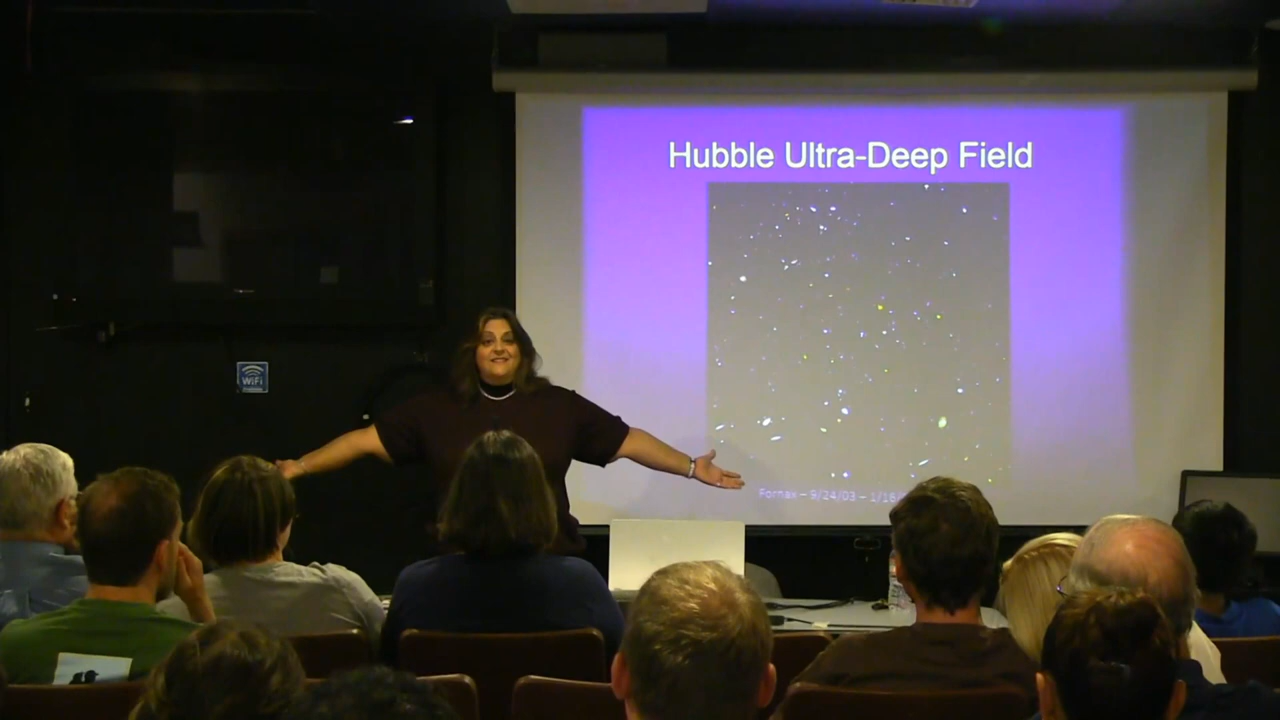 Hubble Ultra-Deep Field
Fornax – 9/24/03 – 1/16/
WiFi